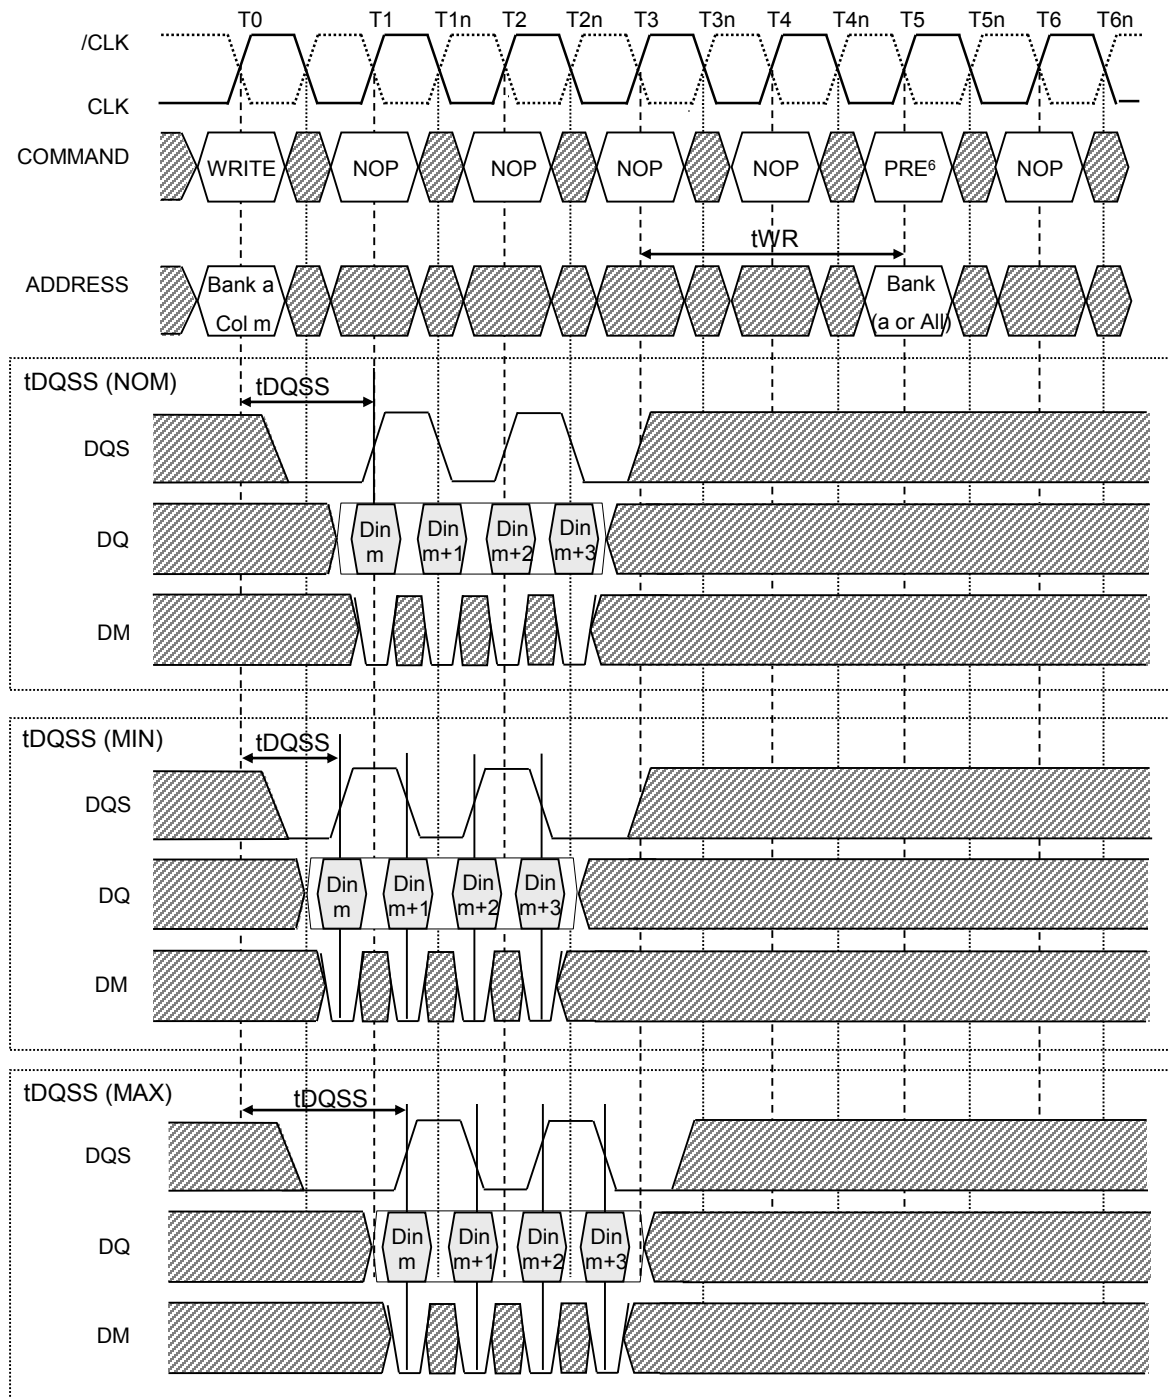 T0 T1 T1n T2 T2n T3 T3n T4 T4n T5 T5n T6 T6n
/CLK
CLK
COMMAND WRITE NOP NOP NOP NOP PRE⁶ NOP
tWR
ADDRESS Bank a Bank
Col m (a or All)
tDQSS (NOM)
tDQSS
DQS
DQ Din Din Din Din
m m+1 m+2 m+3
DM
tDQSS (MIN)
tDQSS
DQS
DQ Din Din Din Din
m m+1 m+2 m+3
DM
tDQSS (MAX)
tDQSS
DQS
DQ Din Din Din Din
m m+1 m+2 m+3
DM